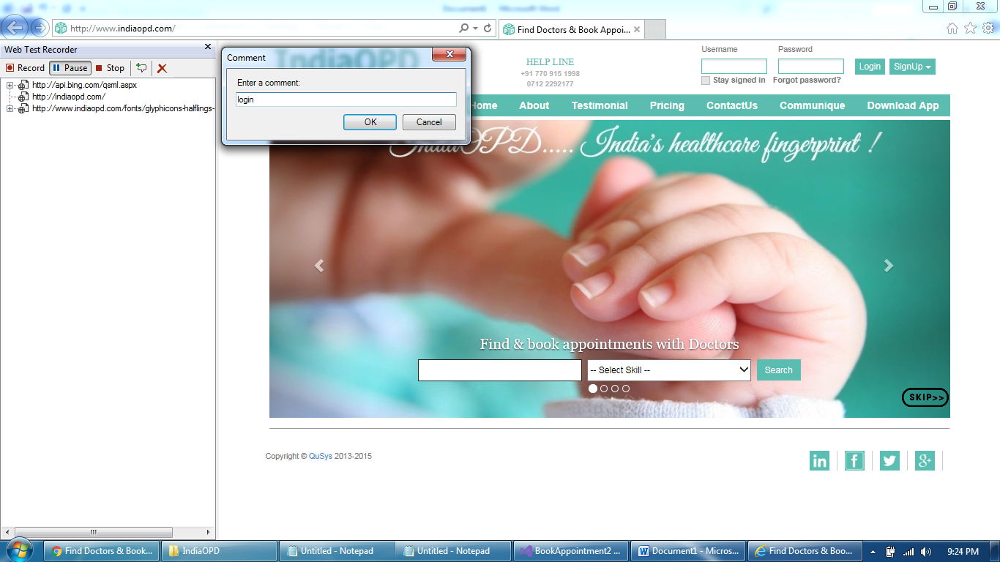 Document1 - Microsoft Word
http://www.indiaopd.com/
Find Doctors & Book Appoi...
Web Test Recorder
Record
Pause
Stop
http://api.bing.com/qsml.aspx
http://indiaopd.com/
http://www.indiaopd.com/fonts/glyphicons-halflings-
Comment
Enter a comment:
login
OK
Cancel
IndiaOPD
HELP LINE
+91 770 915 1998
0712 2292177
Username
Password
Login
SignUp
Stay signed in
Forgot password?
Home
About
Testimonial
Pricing
ContactUs
Communique
Download App
IndiaOPD..... India's healthcare fingerprint !
Find & book appointments with Doctors
-- Select Skill --
Search
SKIP>>
Copyright © QuSys 2013-2015
Find Doctors & Book...
IndiaOPD
Untitled - Notepad
Untitled - Notepad
BookAppointment2 ...
Document1 - Micros...
Find Doctors & Boo...
9:24 PM